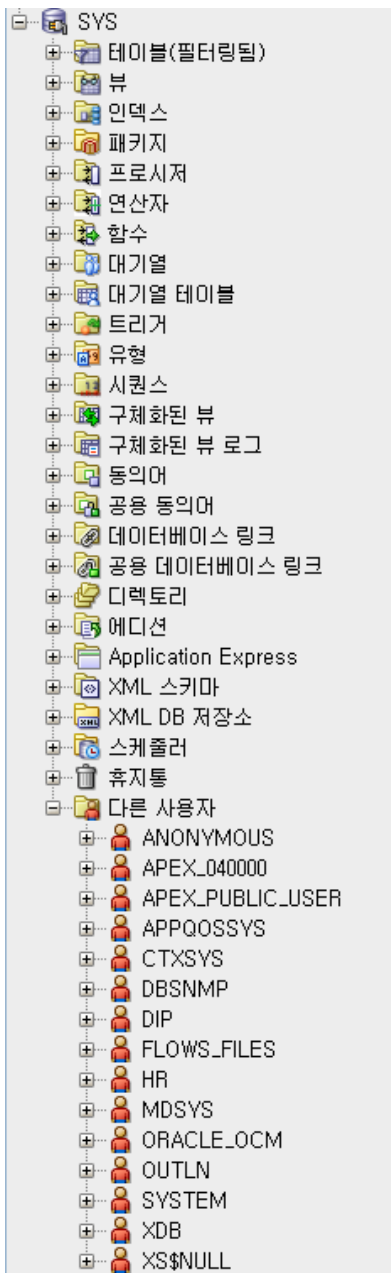 SYS
테이블(필터링됨)
뷰
인덱스
패키지
프로시저
연산자
함수
대기열
대기열 테이블
트리거
유형
시퀀스
구체화된 뷰
구체화된 뷰 로그
동의어
공용 동의어
데이터베이스 링크
공용 데이터베이스 링크
디렉토리
에디션
Application Express
XML 스키마
XML DB 저장소
스케줄러
휴지통
다른 사용자
ANONYMOUS
APEX_040000
APEX_PUBLIC_USER
APPQOSSYS
CTXSYS
DBSNMP
DIP
FLOWS_FILES
HR
MDSYS
ORACLE_OCM
OUTLN
SYSTEM
XDB
XS$NULL